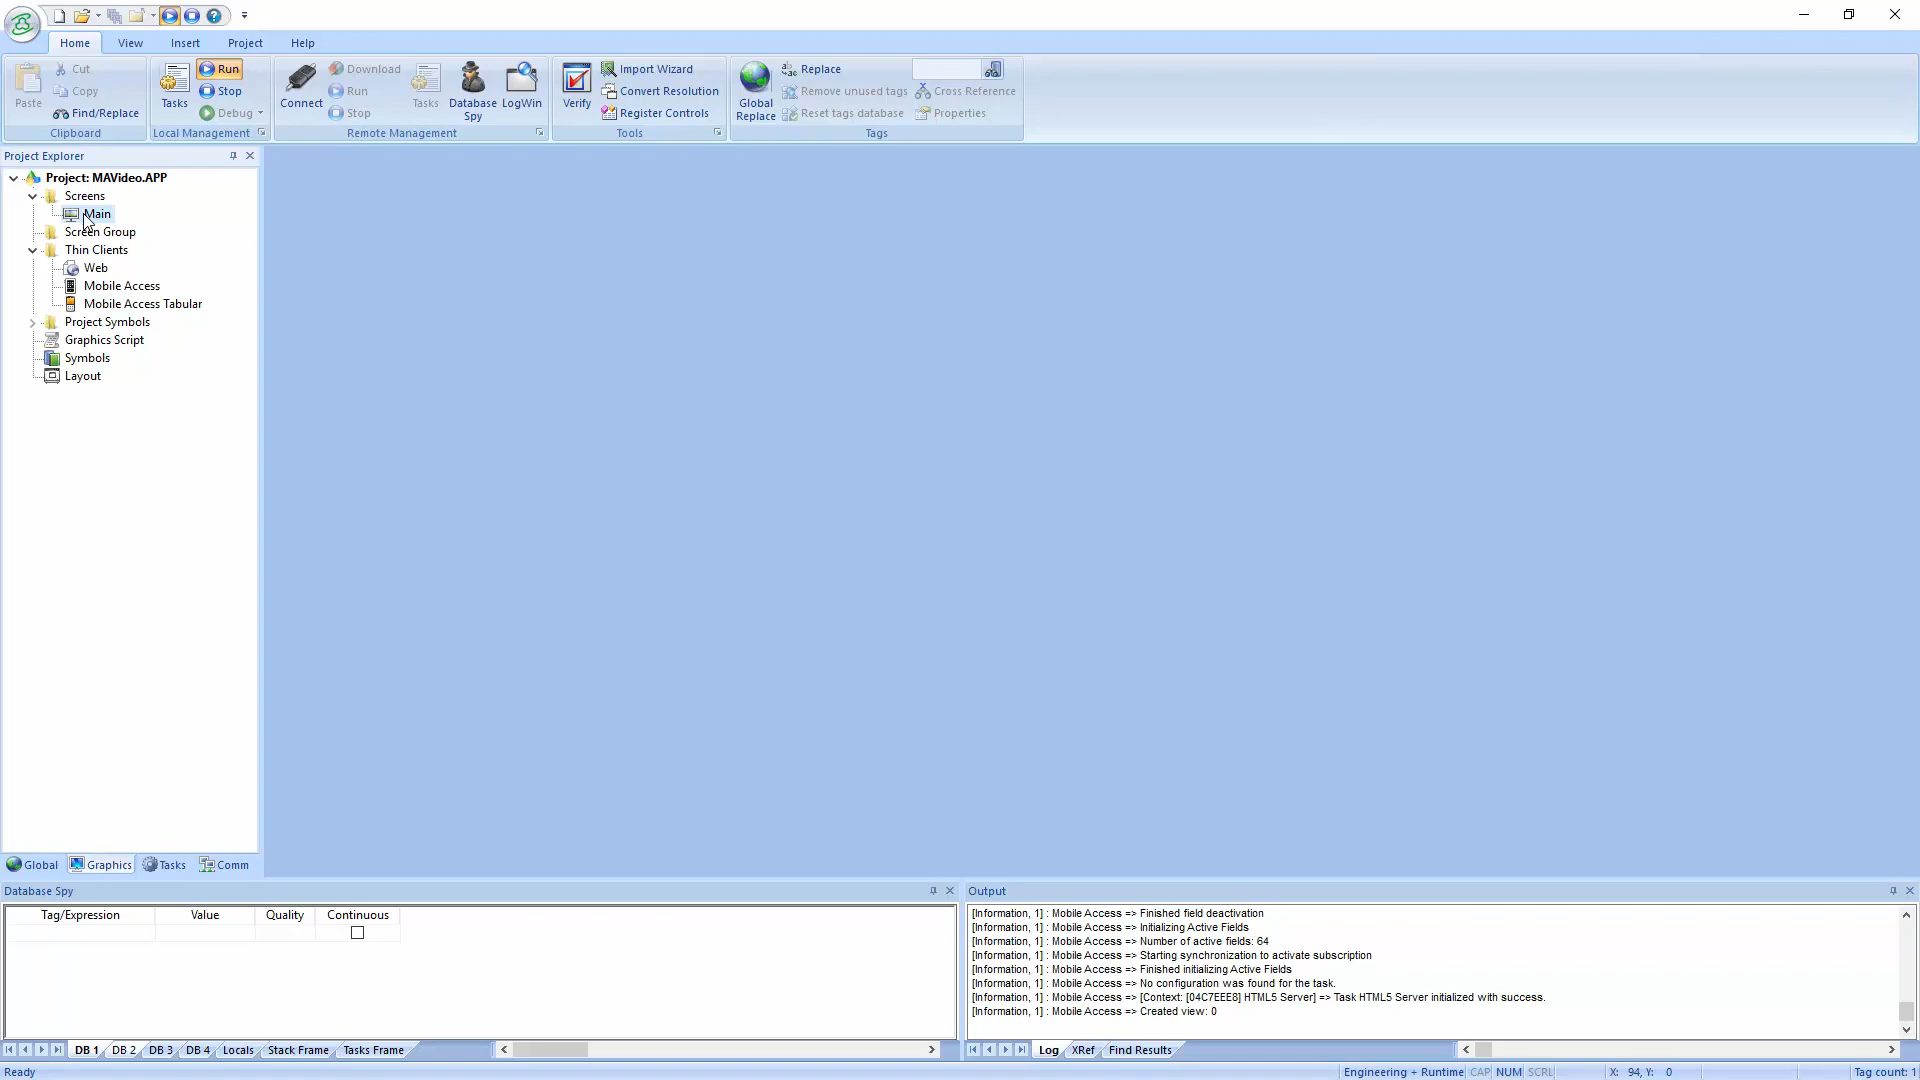 Home View Insert Project Help
Paste Cut Copy Find/Replace Clipboard
Tasks Run Stop Debug Local Management
Connect Download Run Stop Tasks Database Spy LogWin Remote Management
Verify Import Wizard Convert Resolution Register Controls Tools
Global Replace Replace Remove unused tags Reset tags database Cross Reference Properties Tags
Project Explorer
Project: MAVideo.APP
Screens
Main
Screen Group
Thin Clients
Web
Mobile Access
Mobile Access Tabular
Project Symbols
Graphics Script
Symbols
Layout
Global Graphics Tasks Comm
Database Spy
Tag/Expression Value Quality Continuous
DB 1 DB 2 DB 3 DB 4 Locals Stack Frame Tasks Frame
Output
[Information, 1] : Mobile Access => Finished field deactivation
[Information, 1] : Mobile Access => Initializing Active Fields
[Information, 1] : Mobile Access => Number of active fields: 64
[Information, 1] : Mobile Access => Starting synchronization to activate subscription
[Information, 1] : Mobile Access => Finished initializing Active Fields
[Information, 1] : Mobile Access => No configuration was found for the task.
[Information, 1] : Mobile Access => [Context: [04C7EEE8] HTML5 Server] => Task HTML5 Server initialized with success.
[Information, 1] : Mobile Access => Created view: 0
Log XRef Find Results
Ready Engineering + Runtime CAP NUM SCRL X: 94, Y: 0 Tag count: 1